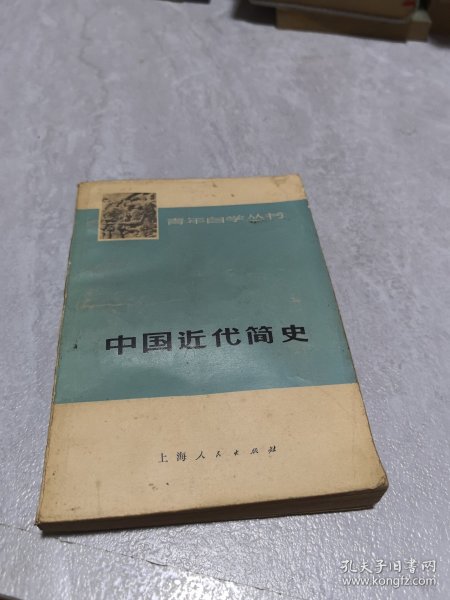 青年自学丛书
中国近代简史
上海人民出版社
孔夫子旧书网
www.kongfz.com